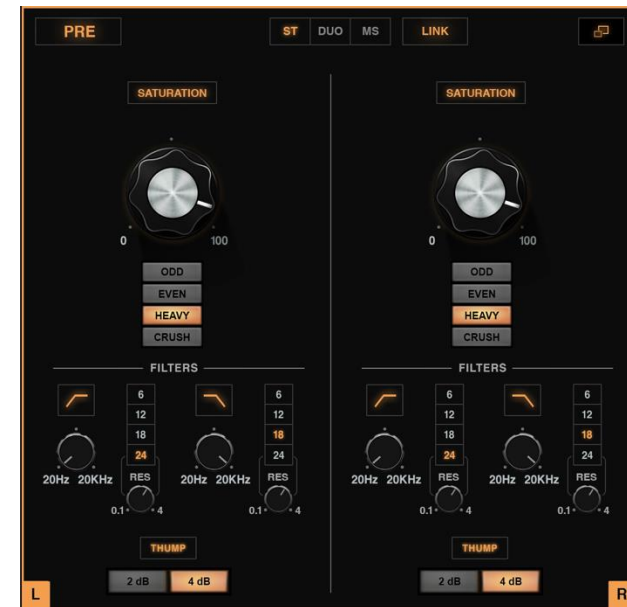 PRE ST DUO MS LINK
SATURATION SATURATION
0 100 0 100
ODD ODD
EVEN EVEN
HEAVY HEAVY
CRUSH CRUSH
FILTERS FILTERS
6 6 6 6
12 12 12 12
18 18 18 18
24 24 24 24
20Hz 20KHz RES 20Hz 20KHz RES 20Hz 20KHz RES 20Hz 20KHz RES
0.1 4 0.1 4 0.1 4 0.1 4
THUMP THUMP
2 dB 4 dB 2 dB 4 dB
L R